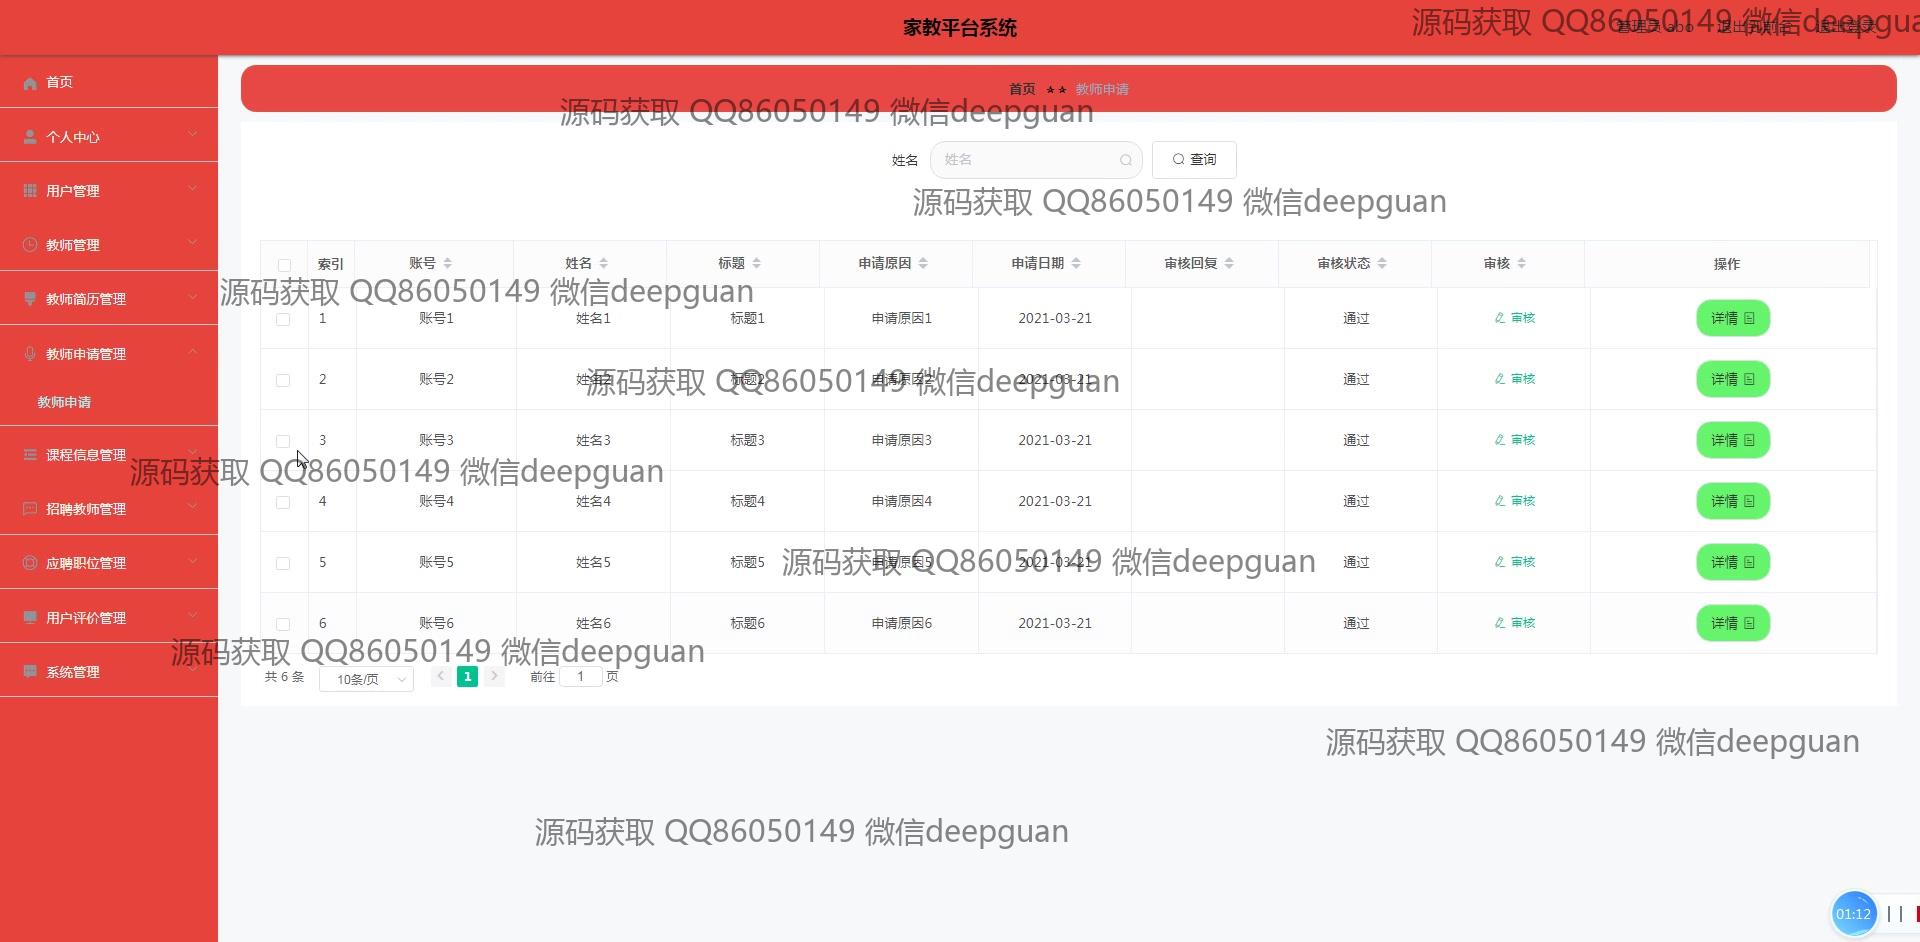 家教平台系统
源码获取 QQ86050149 微信deepgua
管理员 abo 退出到前台 退出登录
首页
个人中心
用户管理
教师管理
教师简历管理
教师申请管理
教师申请
课程信息管理
招聘教师管理
应聘职位管理
用户评价管理
系统管理
首页 ★★ 教师申请
源码获取 QQ86050149 微信deepguan
姓名 姓名 查询
源码获取 QQ86050149 微信deepguan
索引 账号 姓名 标题 申请原因 申请日期 审核回复 审核状态 审核 操作
源码获取 QQ86050149 微信deepguan
1 账号1 姓名1 标题1 申请原因1 2021-03-21 通过 审核 详情
2 账号2 姓名2 标题2 申请原因2 2021-03-21 通过 审核 详情
源码获取 QQ86050149 微信deepguan
3 账号3 姓名3 标题3 申请原因3 2021-03-21 通过 审核 详情
源码获取 QQ86050149 微信deepguan
4 账号4 姓名4 标题4 申请原因4 2021-03-21 通过 审核 详情
5 账号5 姓名5 标题5 申请原因5 2021-03-21 通过 审核 详情
源码获取 QQ86050149 微信deepguan
6 账号6 姓名6 标题6 申请原因6 2021-03-21 通过 审核 详情
源码获取 QQ86050149 微信deepguan
共 6 条 10条/页 1 前往 1 页
源码获取 QQ86050149 微信deepguan
源码获取 QQ86050149 微信deepguan
01:12